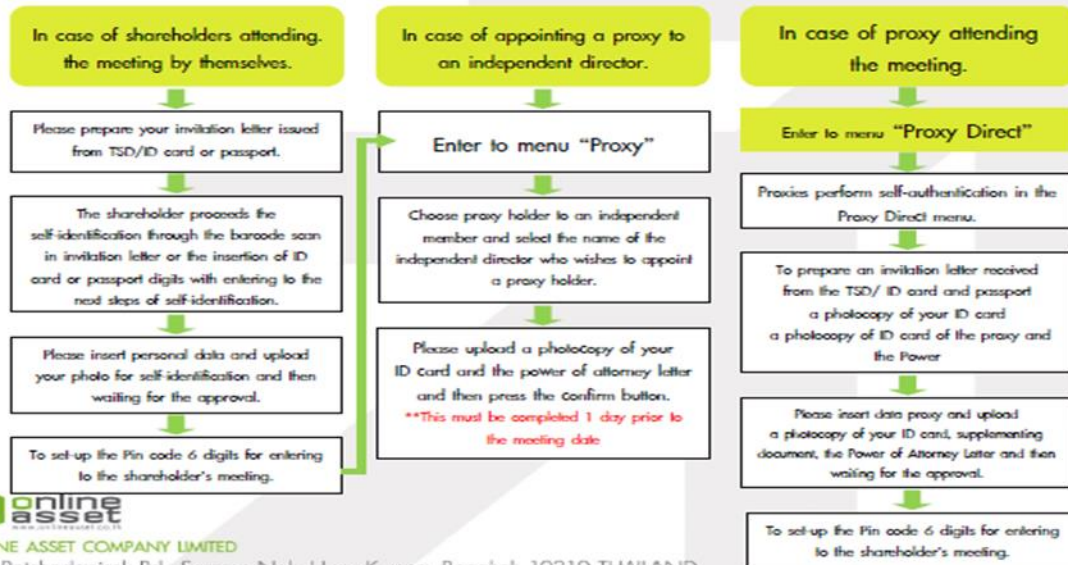 In case of shareholders attending.
the meeting by themselves.
Please prepare your invitation letter issued
from TSD/ID card or passport.
The shareholder proceeds the
self-identification through the barcode scan
in invitation letter or the insertion of ID
card or passport digits with entering to the
next steps of self-identification.
Please insert personal data and upload
your photo for self-identification and then
waiting for the approval.
To set-up the Pin code 6 digits for entering
to the shareholder's meeting.
In case of appointing a proxy to
an independent director.
Enter to menu “Proxy”
Choose proxy holder to an independent
member and select the name of the
independent director who wishes to appoint
a proxy holder.
Please upload a photocopy of your
ID card and the power of attorney letter
and then press the Confirm button.
**This must be completed 1 day prior to
the meeting date
In case of proxy attending
the meeting.
Enter to menu “Proxy Direct”
Proxies perform self-authentication in the
Proxy Direct menu.
To prepare an invitation letter received
from the TSD/ ID card and passport
a photocopy of your ID card
a photocopy of ID card of the proxy and
the Power
Please insert data proxy and upload
a photocopy of your ID card, supplementing
document, the Power of Attorney Letter and then
waiting for the approval.
To set-up the Pin code 6 digits for entering
to the shareholder's meeting.
online
asset
www.onlineasset.co.th
NE ASSET COMPANY LIMITED
10210 THAILAND